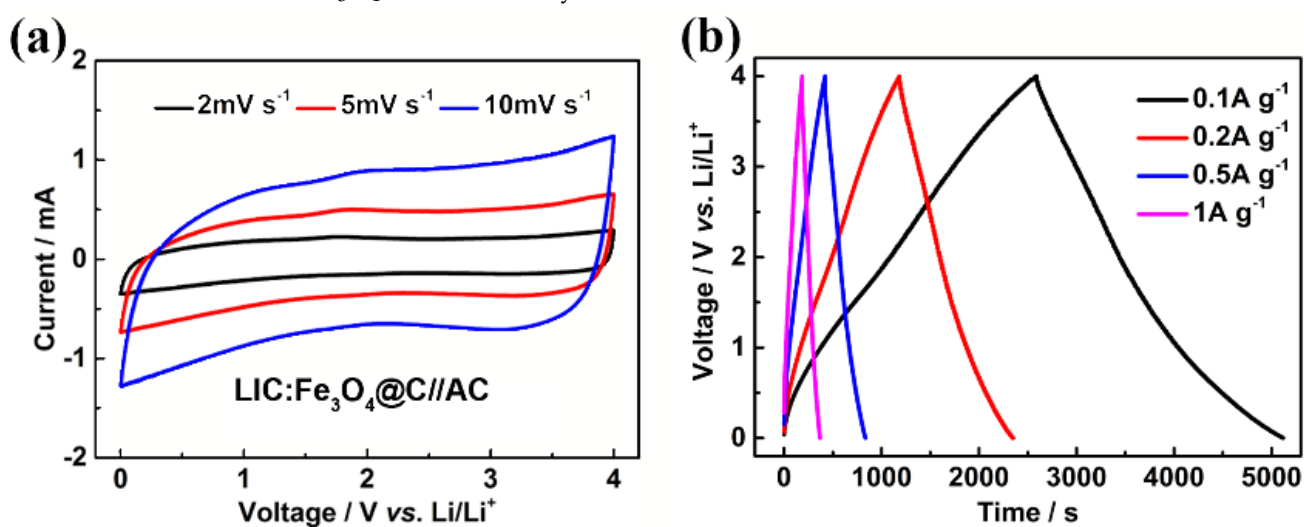 (a)
2
1
0
-1
-2
Current / mA
2mV s⁻¹ 5mV s⁻¹ 10mV s⁻¹
LIC:Fe₃O₄@C//AC
0 1 2 3 4
Voltage / V vs. Li/Li⁺
(b)
4
3
2
1
0
Voltage / V vs. Li/Li⁺
0.1A g⁻¹
0.2A g⁻¹
0.5A g⁻¹
1A g⁻¹
0 1000 2000 3000 4000 5000
Time / s